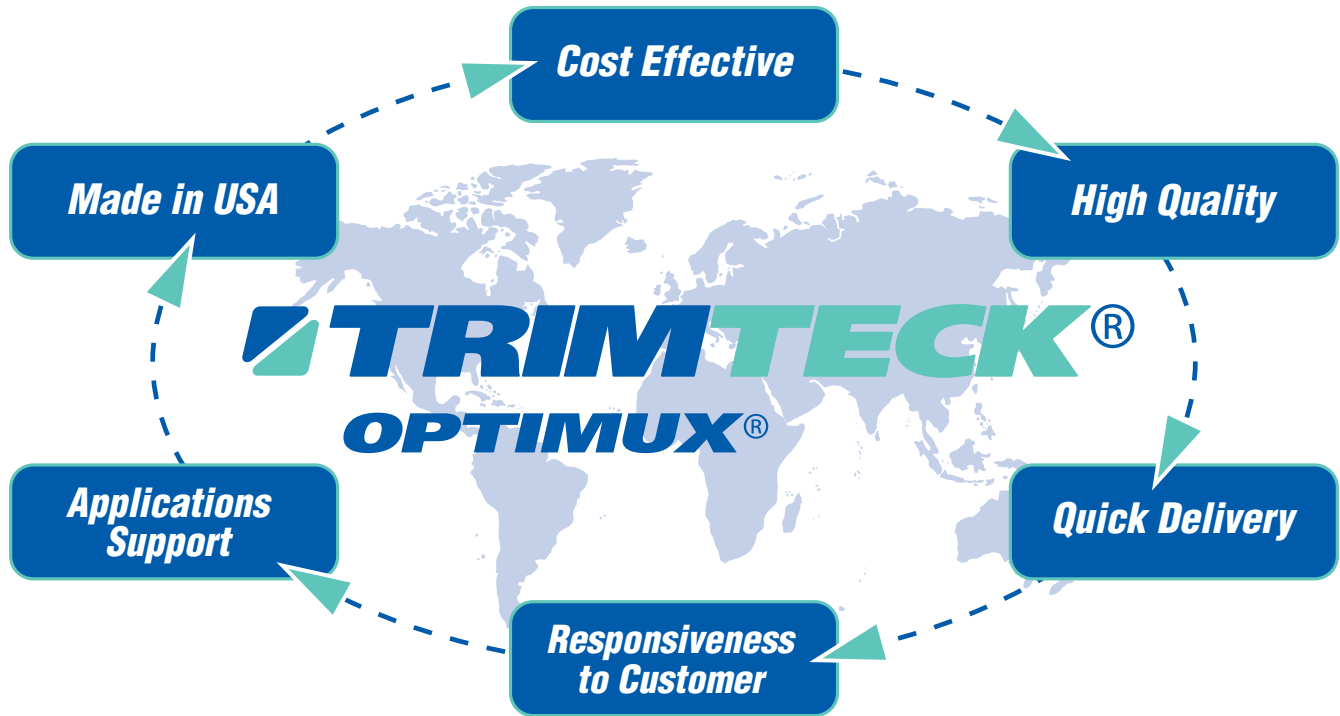 Cost Effective
Made in USA
High Quality
TRIMTECK®
OPTIMUX®
Applications
Support
Quick Delivery
Responsiveness
to Customer